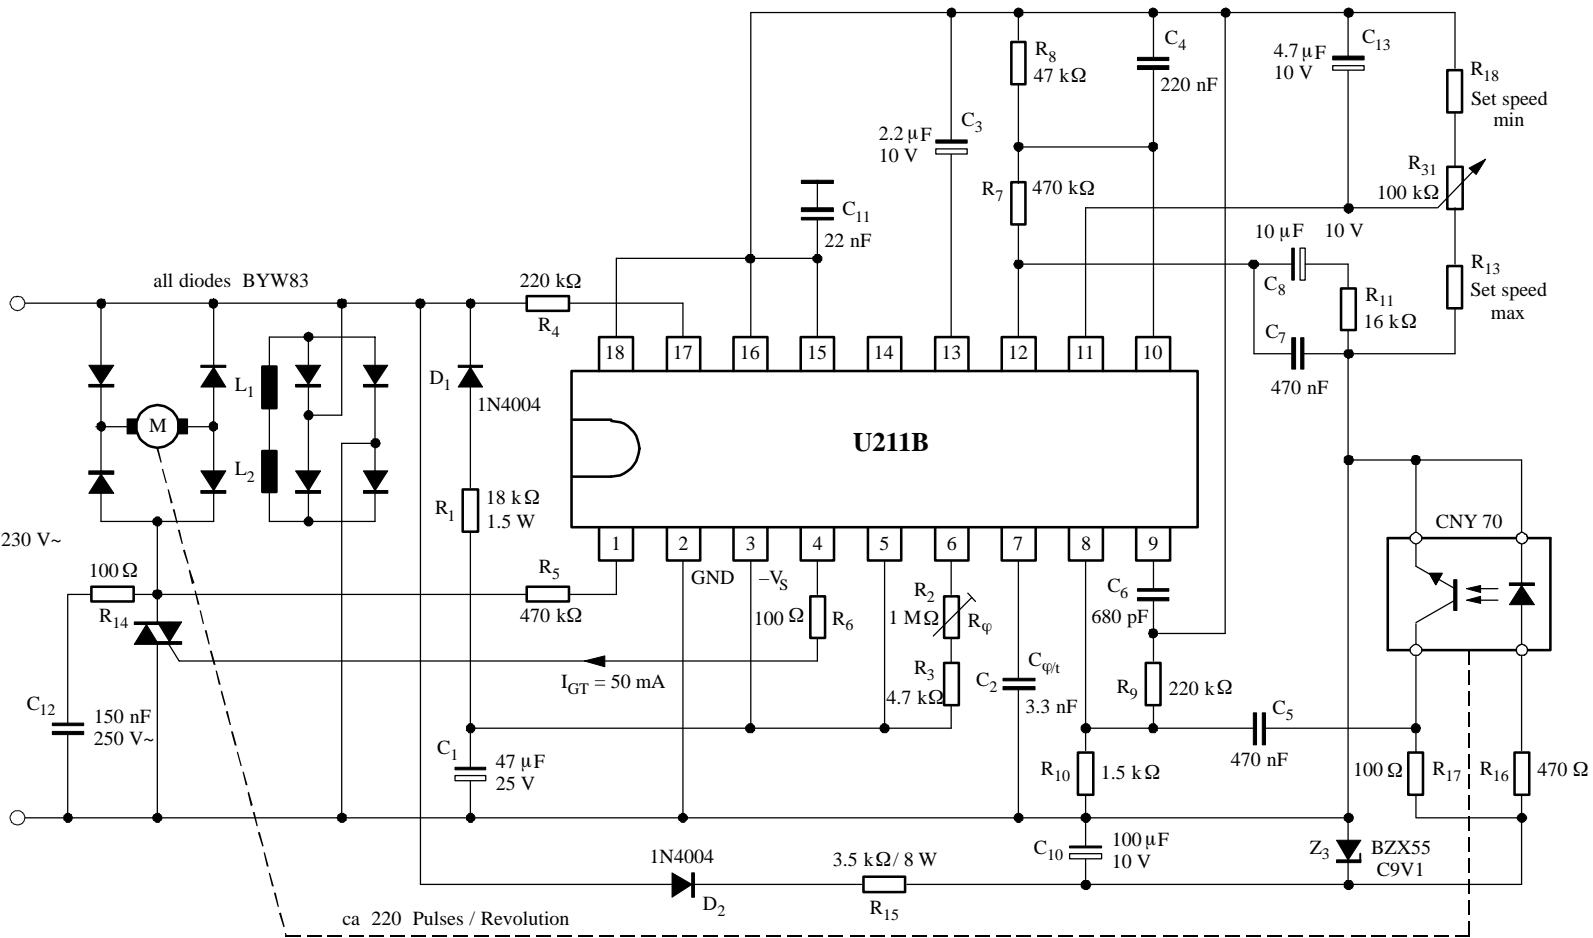 R8
47 kΩ
C4
220 nF
4.7 μF
10 V
C13
R18
Set speed
min
2.2 μF
10 V
C3
R7
470 kΩ
R31
100 kΩ
C11
22 nF
10 μF
10 V
C8
R13
Set speed
max
all diodes BYW83
220 kΩ
R4
R11
16 kΩ
C7
470 nF
18 17 16 15 14 13 12 11 10
L1
D1
1N4004
M
U211B
L2
R1
18 kΩ
1.5 W
CNY 70
230 V~
1 2 3 4 5 6 7 8 9
GND
–VS
100 Ω
R14
R5
470 kΩ
100 Ω
R6
R2
1 MΩ
Rφ
C6
680 pF
IGT = 50 mA
R3
4.7 kΩ
C2
Cφ/t
3.3 nF
R9
220 kΩ
C12
150 nF
250 V~
C1
47 μF
25 V
C5
470 nF
R10
1.5 kΩ
100 Ω
R17
R16
470 Ω
C10
100 μF
10 V
Z3
BZX55
C9V1
1N4004
D2
3.5 kΩ/ 8 W
R15
ca 220 Pulses / Revolution